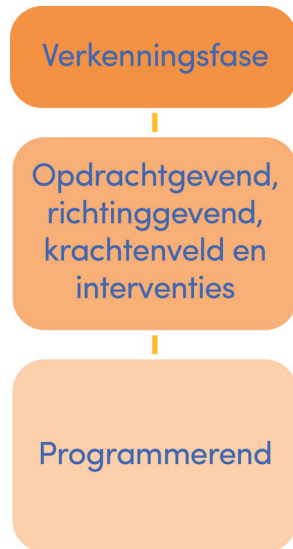 Verkenningsfase
Opdrachtgevend,
richtinggevend,
krachtenveld en
interventies
Programmerend